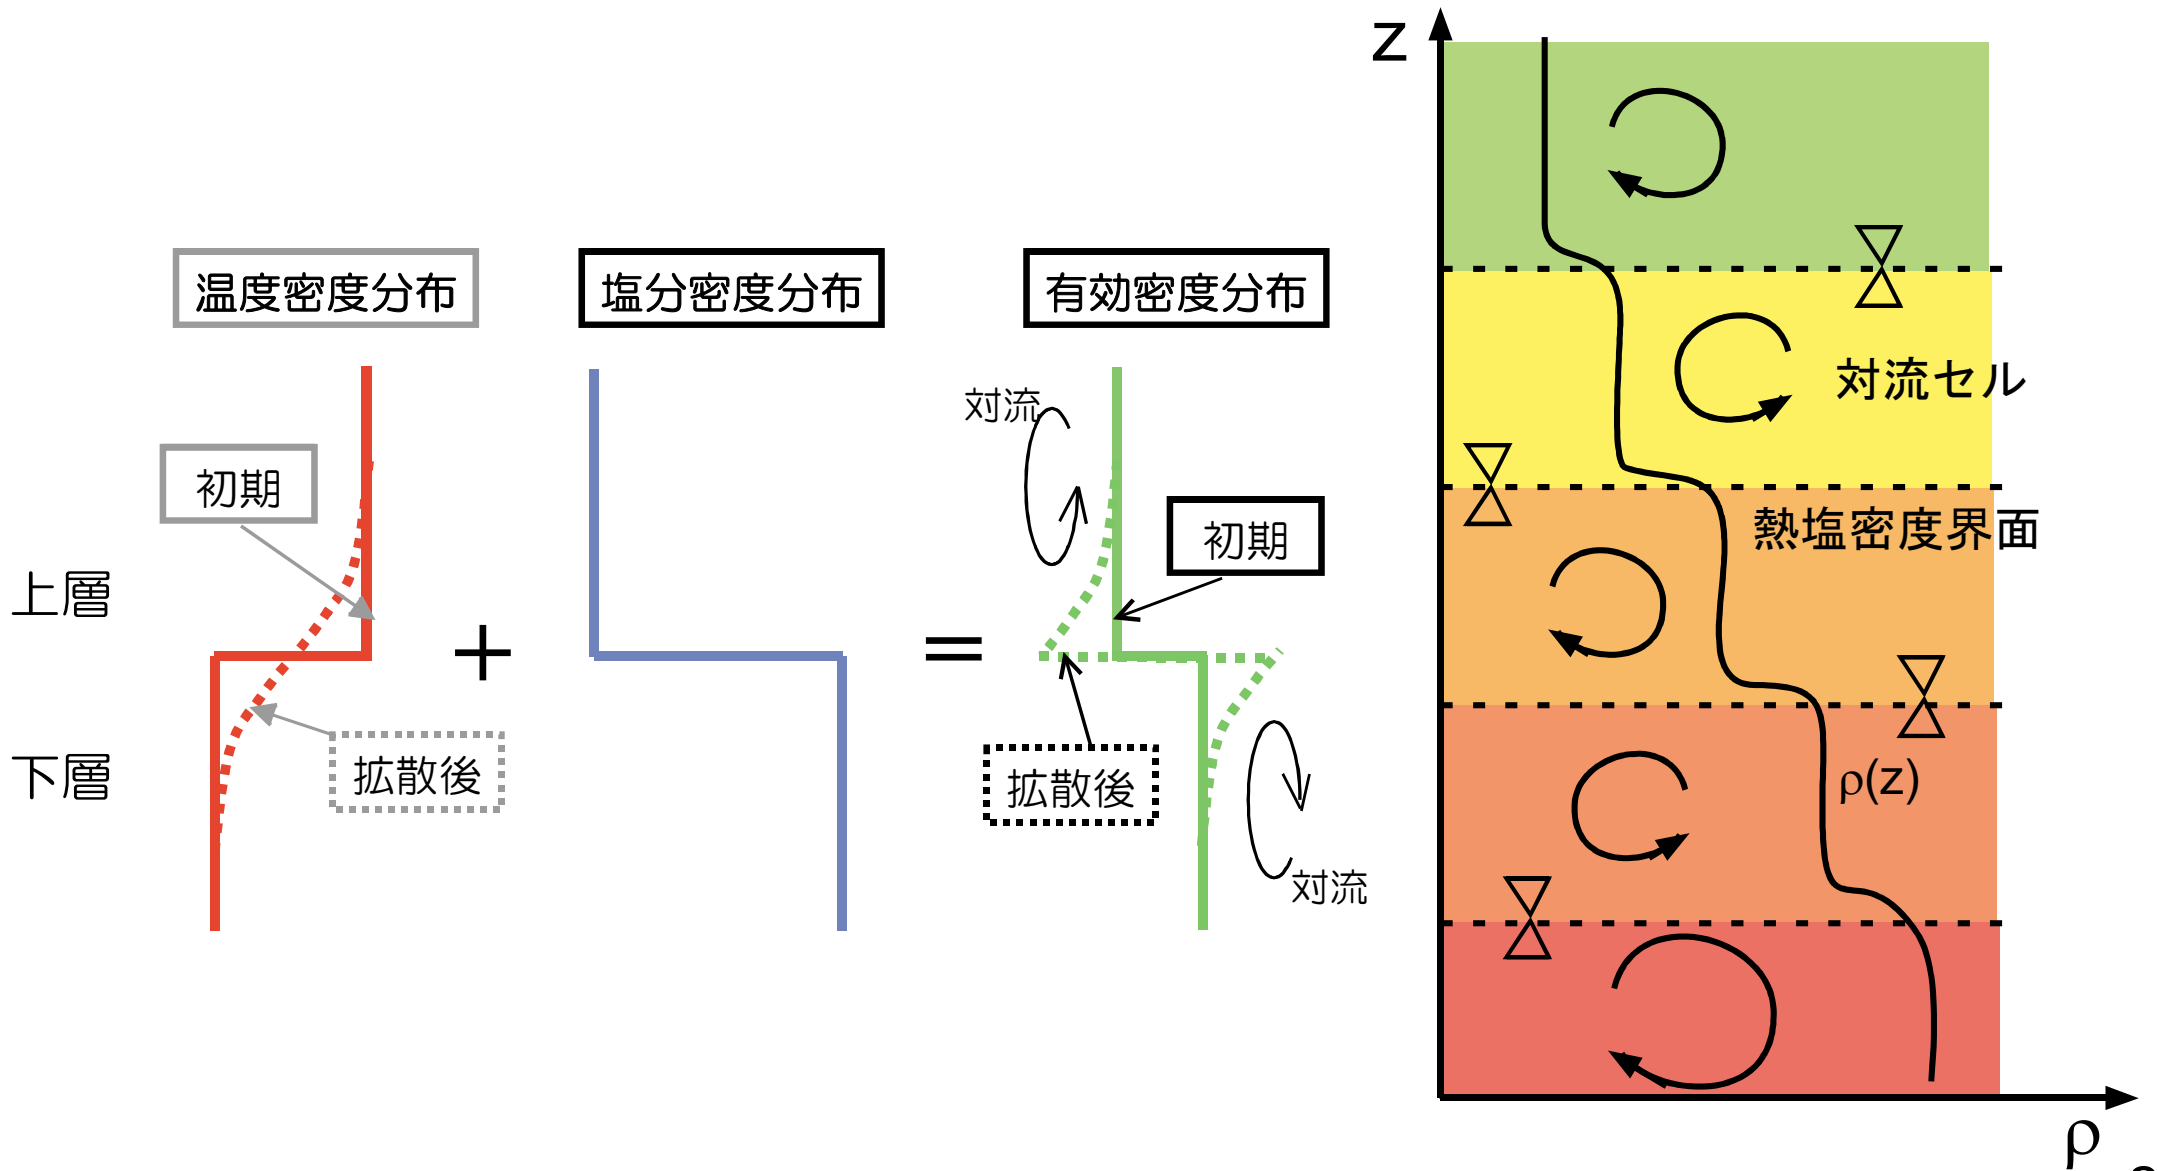 温度密度分布
塩分密度分布
有効密度分布
初期
上層
下層
拡散後
+
=
対流
初期
拡散後
対流
z
対流セル
熱塩密度界面
ρ(z)
ρ